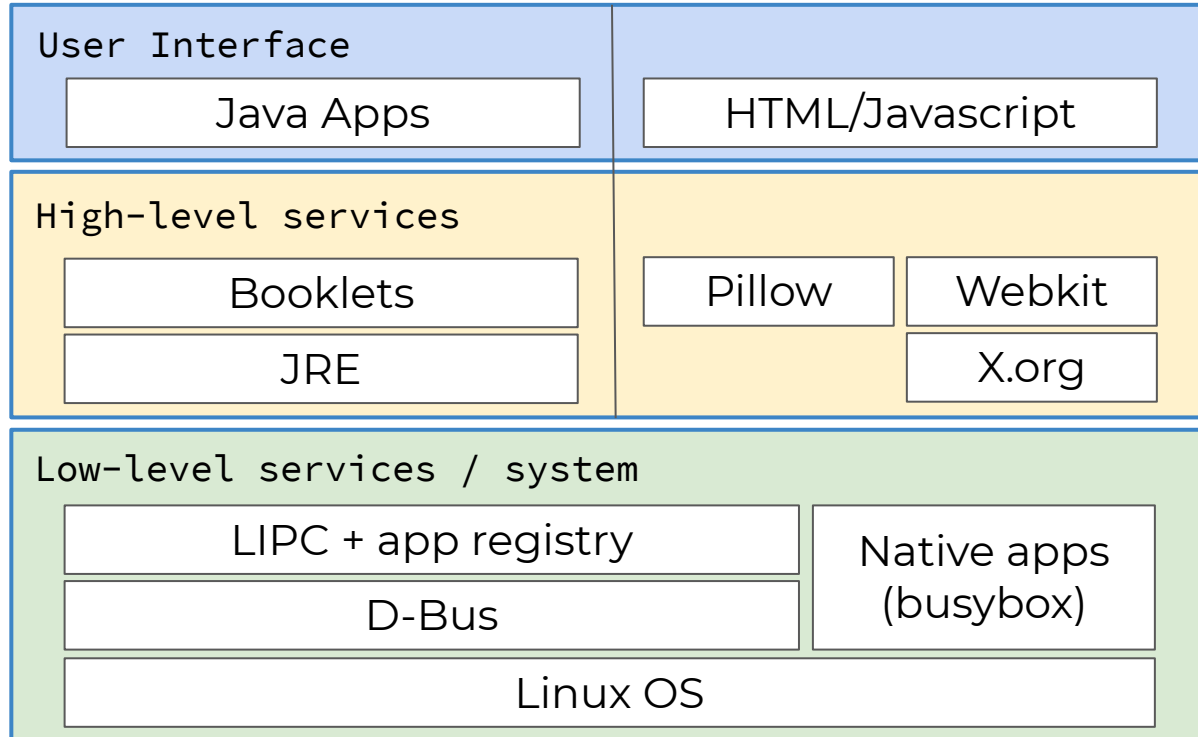 User Interface
Java Apps
HTML/Javascript
High-level services
Booklets
Pillow
Webkit
JRE
X.org
Low-level services / system
LIPC + app registry
Native apps
(busybox)
D-Bus
Linux OS